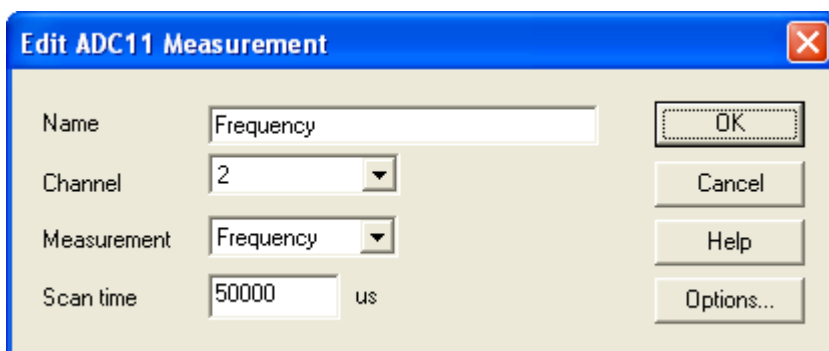 Edit ADC11 Measurement
Name
Frequency
OK
Channel
2
Cancel
Measurement
Frequency
Help
Scan time
50000
us
Options...